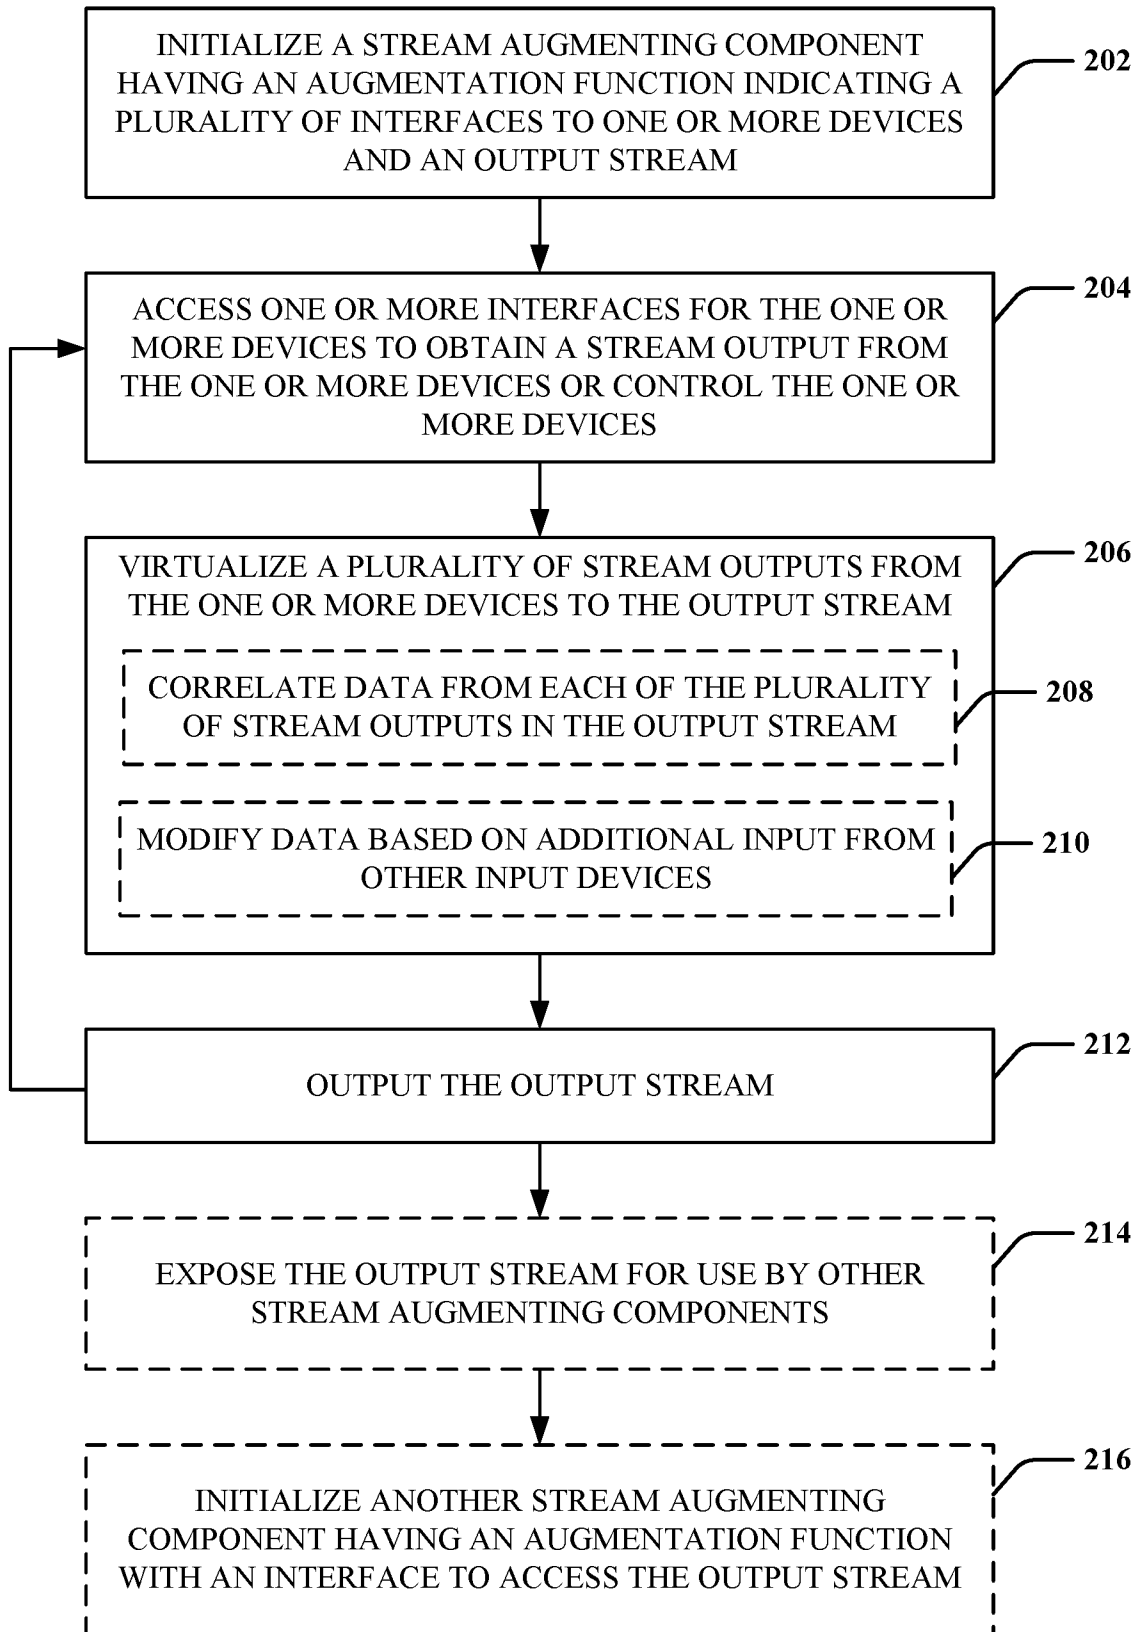 INITIALIZE A STREAM AUGMENTING COMPONENT
HAVING AN AUGMENTATION FUNCTION INDICATING A
PLURALITY OF INTERFACES TO ONE OR MORE DEVICES
AND AN OUTPUT STREAM
202
ACCESS ONE OR MORE INTERFACES FOR THE ONE OR
MORE DEVICES TO OBTAIN A STREAM OUTPUT FROM
THE ONE OR MORE DEVICES OR CONTROL THE ONE OR
MORE DEVICES
204
VIRTUALIZE A PLURALITY OF STREAM OUTPUTS FROM
THE ONE OR MORE DEVICES TO THE OUTPUT STREAM
206
CORRELATE DATA FROM EACH OF THE PLURALITY
OF STREAM OUTPUTS IN THE OUTPUT STREAM
208
MODIFY DATA BASED ON ADDITIONAL INPUT FROM
OTHER INPUT DEVICES
210
OUTPUT THE OUTPUT STREAM
212
EXPOSE THE OUTPUT STREAM FOR USE BY OTHER
STREAM AUGMENTING COMPONENTS
214
INITIALIZE ANOTHER STREAM AUGMENTING
COMPONENT HAVING AN AUGMENTATION FUNCTION
WITH AN INTERFACE TO ACCESS THE OUTPUT STREAM
216